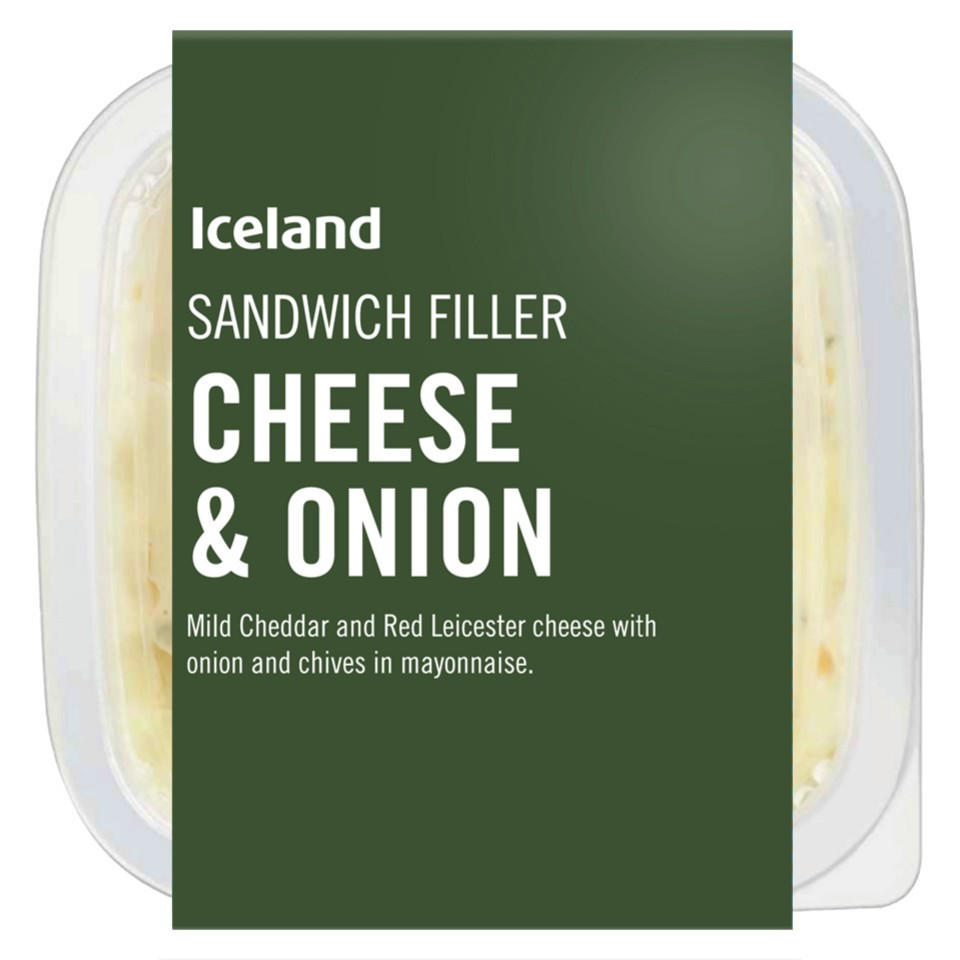 Iceland
SANDWICH FILLER
CHEESE
& ONION
Mild Cheddar and Red Leicester cheese with
onion and chives in mayonnaise.